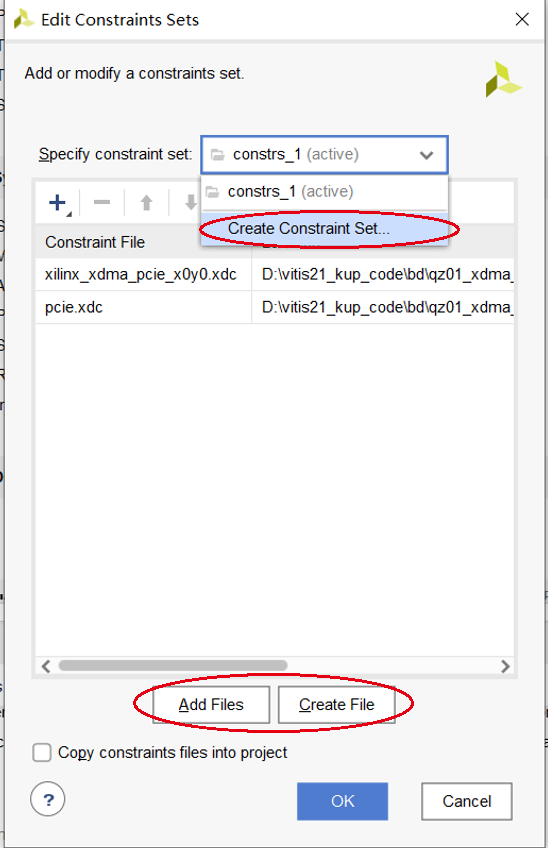 Edit Constraints Sets
Add or modify a constraints set.
Specify constraint set: constrs_1 (active)
constrs_1 (active)
Create Constraint Set...
Constraint File
xilinx_xdma_pcie_x0y0.xdc D:\vitis21_kup_code\bd\qz01_xdma_
pcie.xdc D:\vitis21_kup_code\bd\qz01_xdma_
Add Files Create File
Copy constraints files into project
? OK Cancel